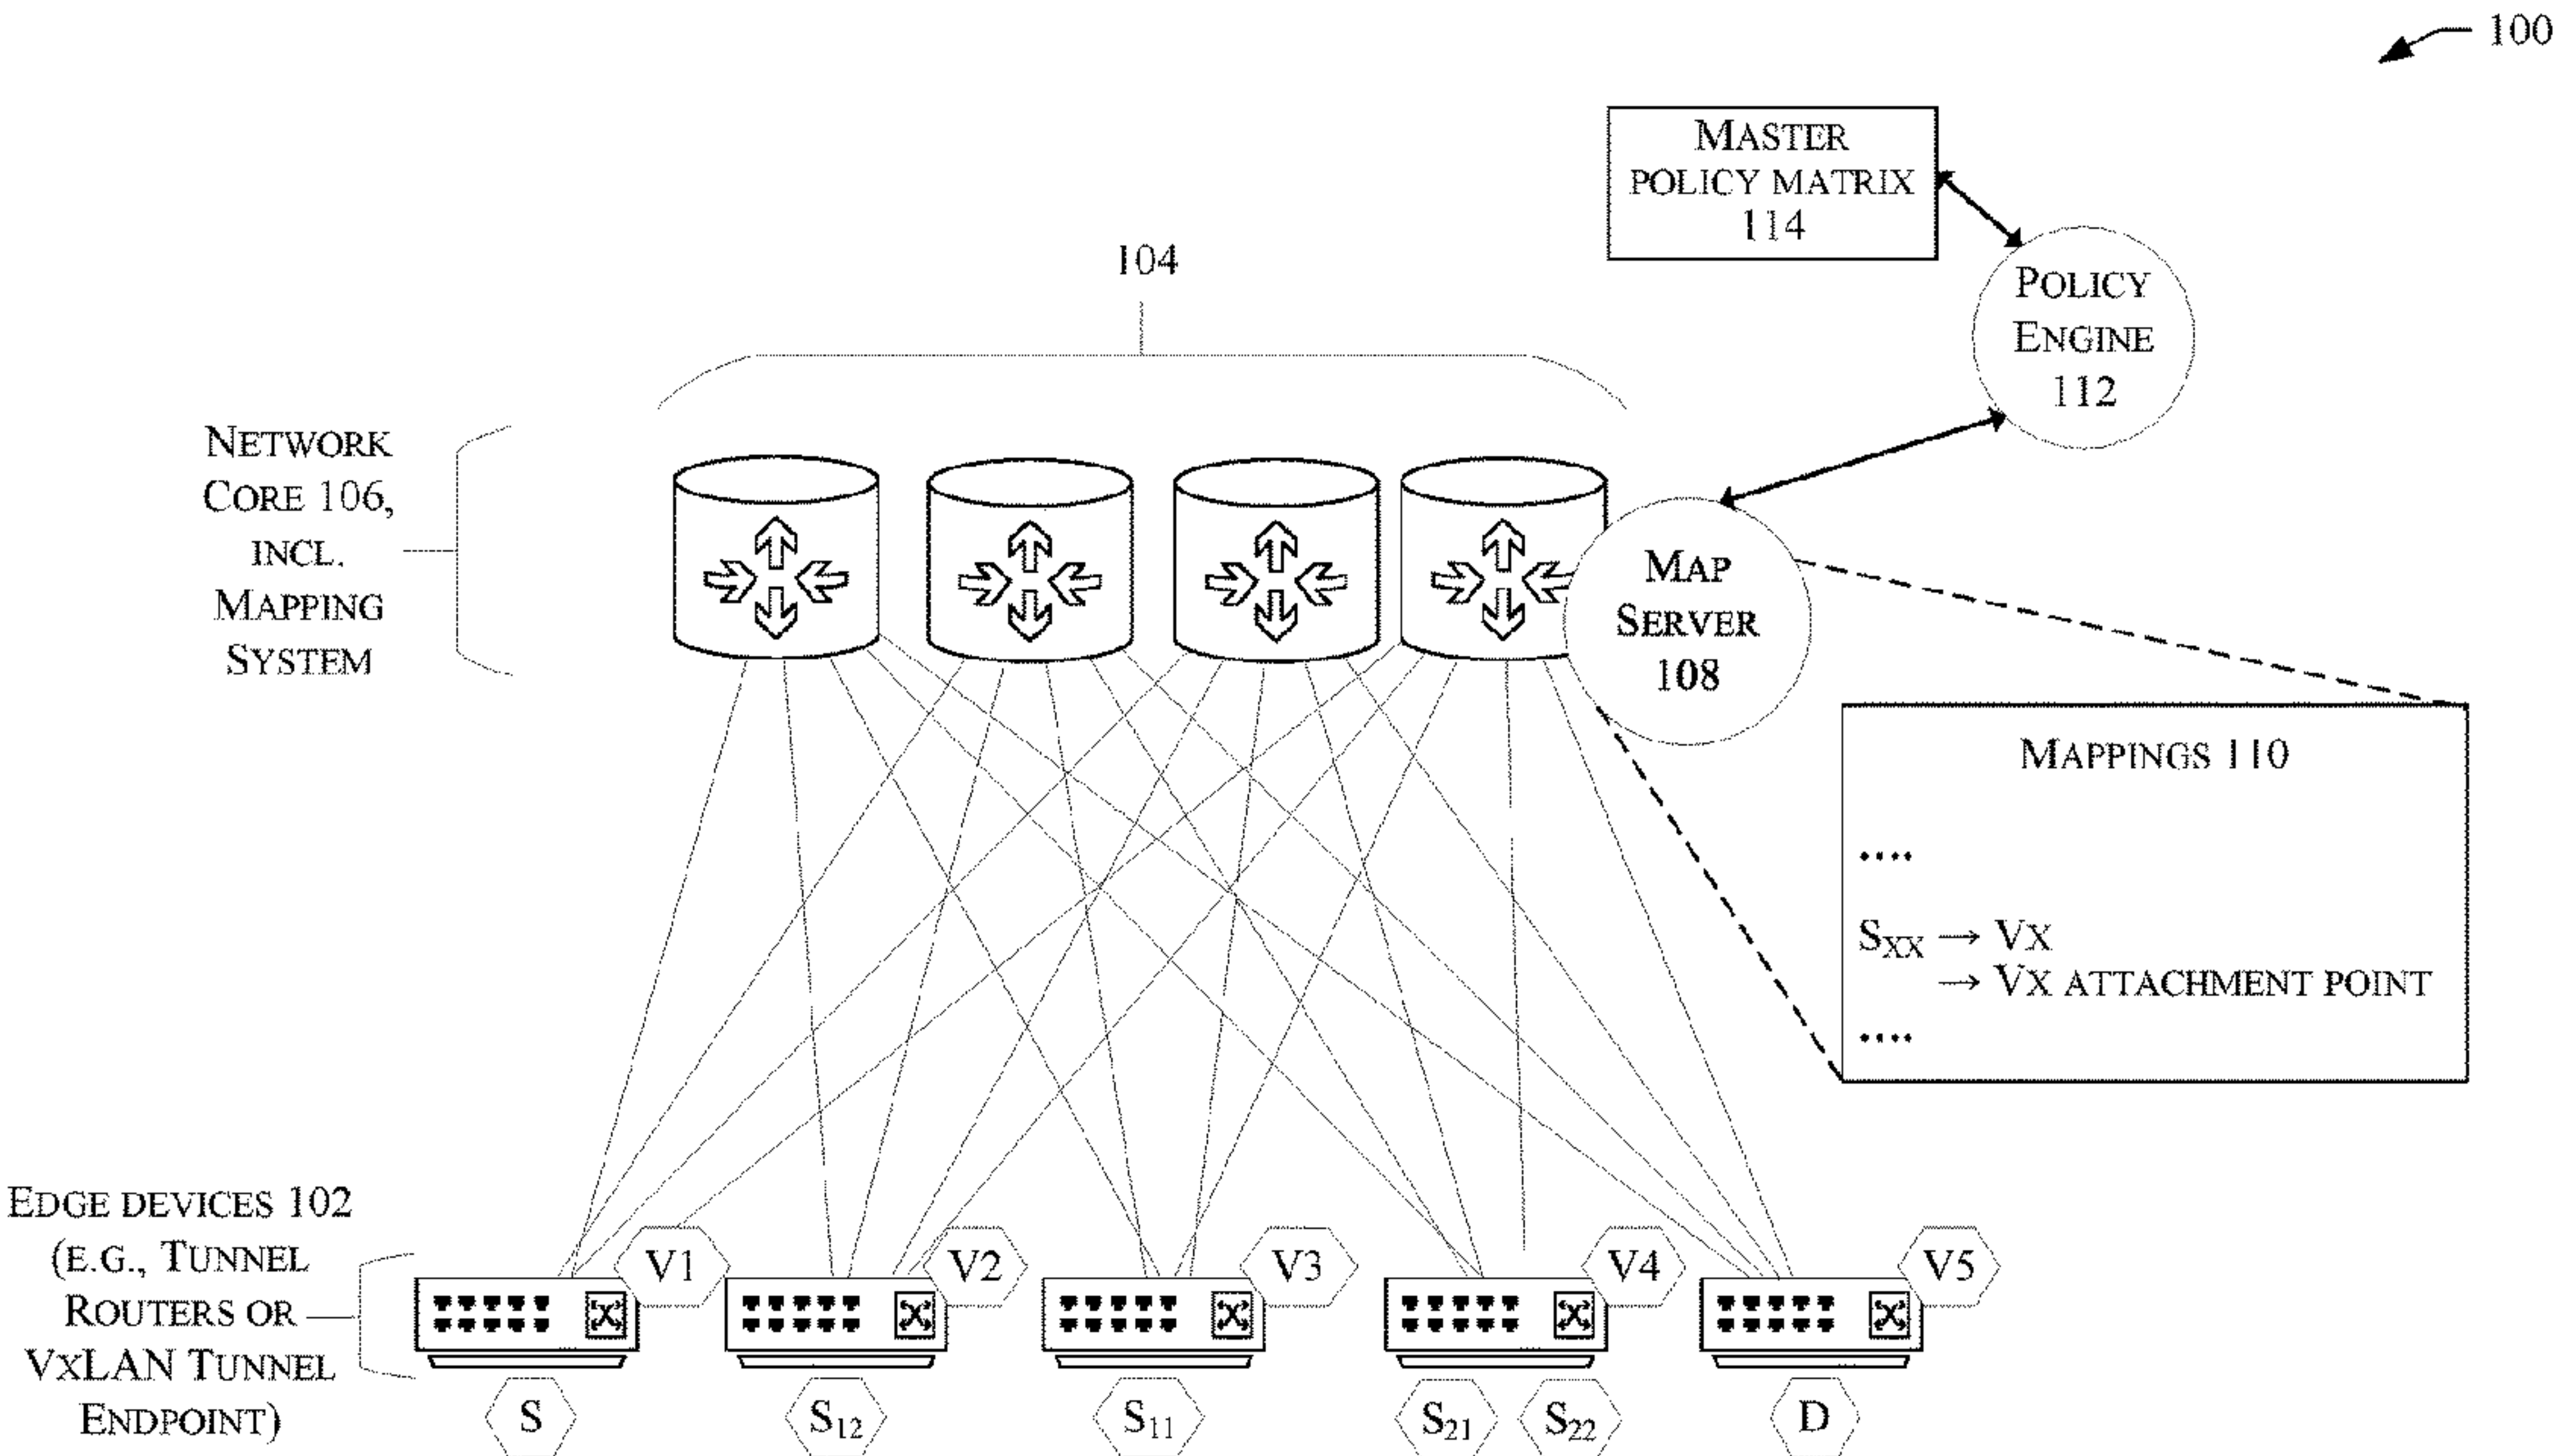 100
MASTER
POLICY MATRIX
114
POLICY
ENGINE
112
104
NETWORK
CORE 106,
INCL.
MAPPING
SYSTEM
MAP
SERVER
108
MAPPINGS 110
....
SXX → VX
→ VX ATTACHMENT POINT
....
EDGE DEVICES 102
(E.G., TUNNEL
ROUTERS OR
VXLAN TUNNEL
ENDPOINT)
V1
V2
V3
V4
V5
S
S12
S11
S21
S22
D